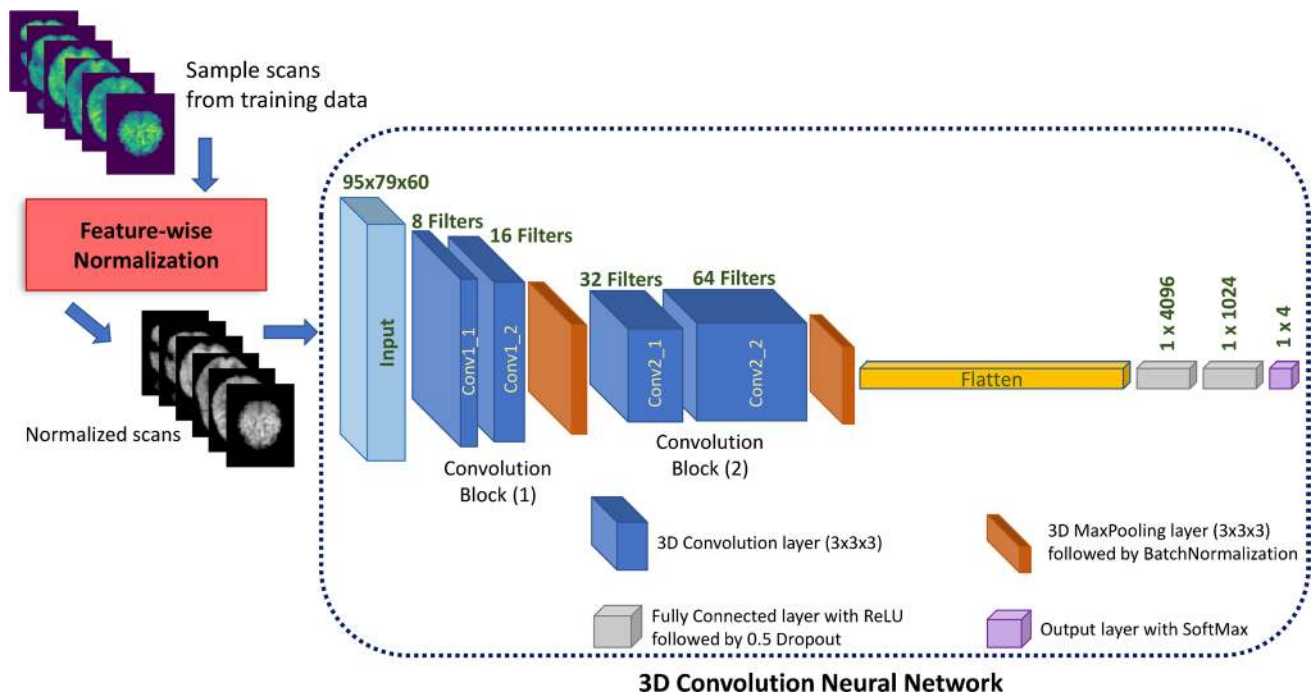 Sample scans
from training data
Feature-wise
Normalization
Normalized scans
95x79x60
Input
8 Filters
Conv1_1
16 Filters
Conv1_2
Convolution
Block (1)
32 Filters
Conv2_1
64 Filters
Conv2_2
Convolution
Block (2)
Flatten
1 x 4096
1 x 1024
1 x 4
3D Convolution layer (3x3x3)
3D MaxPooling layer (3x3x3)
followed by BatchNormalization
Fully Connected layer with ReLU
followed by 0.5 Dropout
Output layer with SoftMax
3D Convolution Neural Network